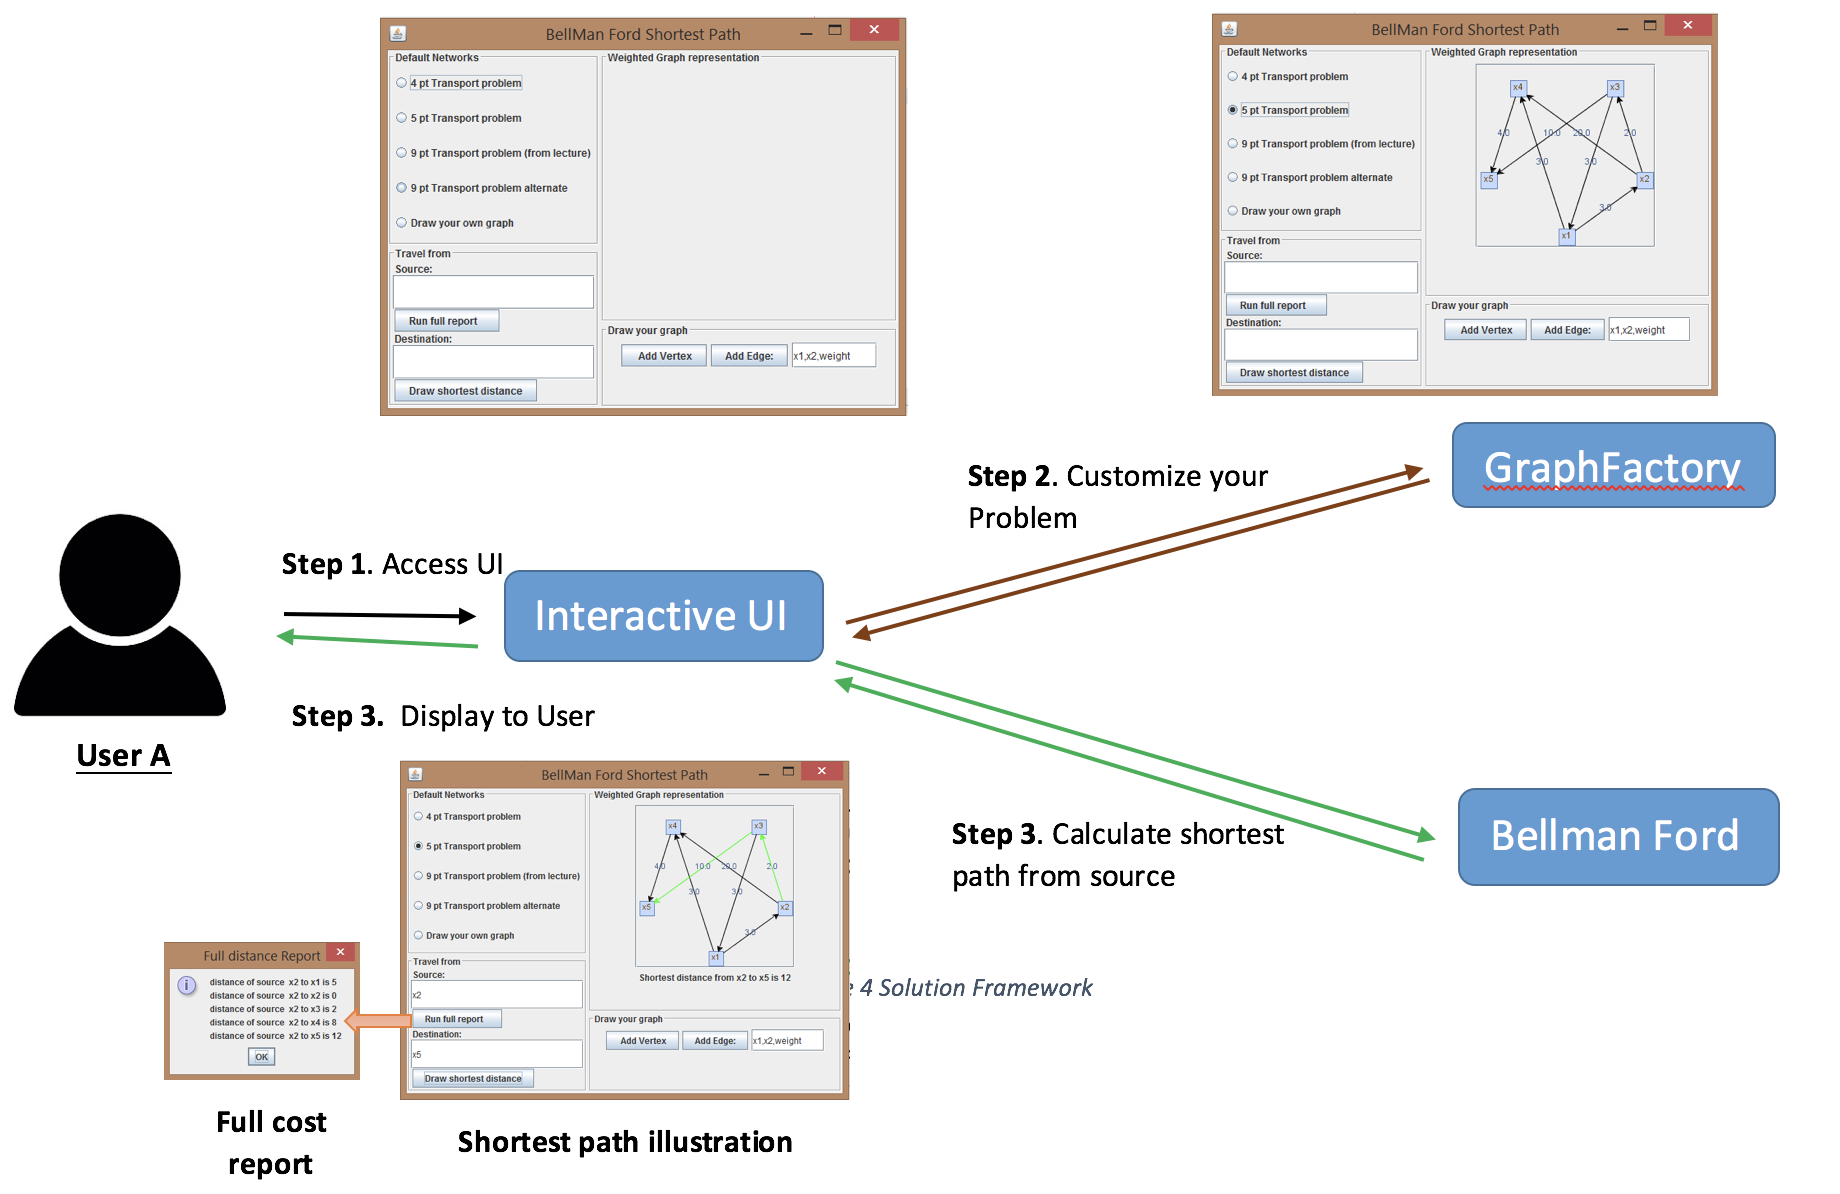 BellMan Ford Shortest Path
Default Networks
4 pt Transport problem
5 pt Transport problem
9 pt Transport problem (from lecture)
9 pt Transport problem alternate
Draw your own graph
Travel from
Source:
Run full report
Destination:
Draw shortest distance
Weighted Graph representation
Draw your graph
Add Vertex
Add Edge:
x1,x2,weight
BellMan Ford Shortest Path
Default Networks
4 pt Transport problem
5 pt Transport problem
9 pt Transport problem (from lecture)
9 pt Transport problem alternate
Draw your own graph
Travel from
Source:
Run full report
Destination:
Draw shortest distance
Weighted Graph representation
x4
x3
4.0
10.0
20.0
2.0
3.0
3.0
x5
x2
3.0
x1
Draw your graph
Add Vertex
Add Edge:
x1,x2,weight
GraphFactory
Step 2. Customize your
Problem
Step 1. Access UI
Interactive UI
Step 3. Display to User
User A
Step 3. Calculate shortest
path from source
Bellman Ford
BellMan Ford Shortest Path
Default Networks
4 pt Transport problem
5 pt Transport problem
9 pt Transport problem (from lecture)
9 pt Transport problem alternate
Draw your own graph
Travel from
Source:
x2
Run full report
Destination:
x5
Draw shortest distance
Weighted Graph representation
x4
x3
4.0
10.0
20.0
2.0
3.0
3.0
x5
x2
3.0
x1
Shortest distance from x2 to x5 is 12
Draw your graph
Add Vertex
Add Edge:
x1,x2,weight
4 Solution Framework
Full distance Report
distance of source x2 to x1 is 5
distance of source x2 to x2 is 0
distance of source x2 to x3 is 2
distance of source x2 to x4 is 8
distance of source x2 to x5 is 12
OK
Full cost
report
Shortest path illustration